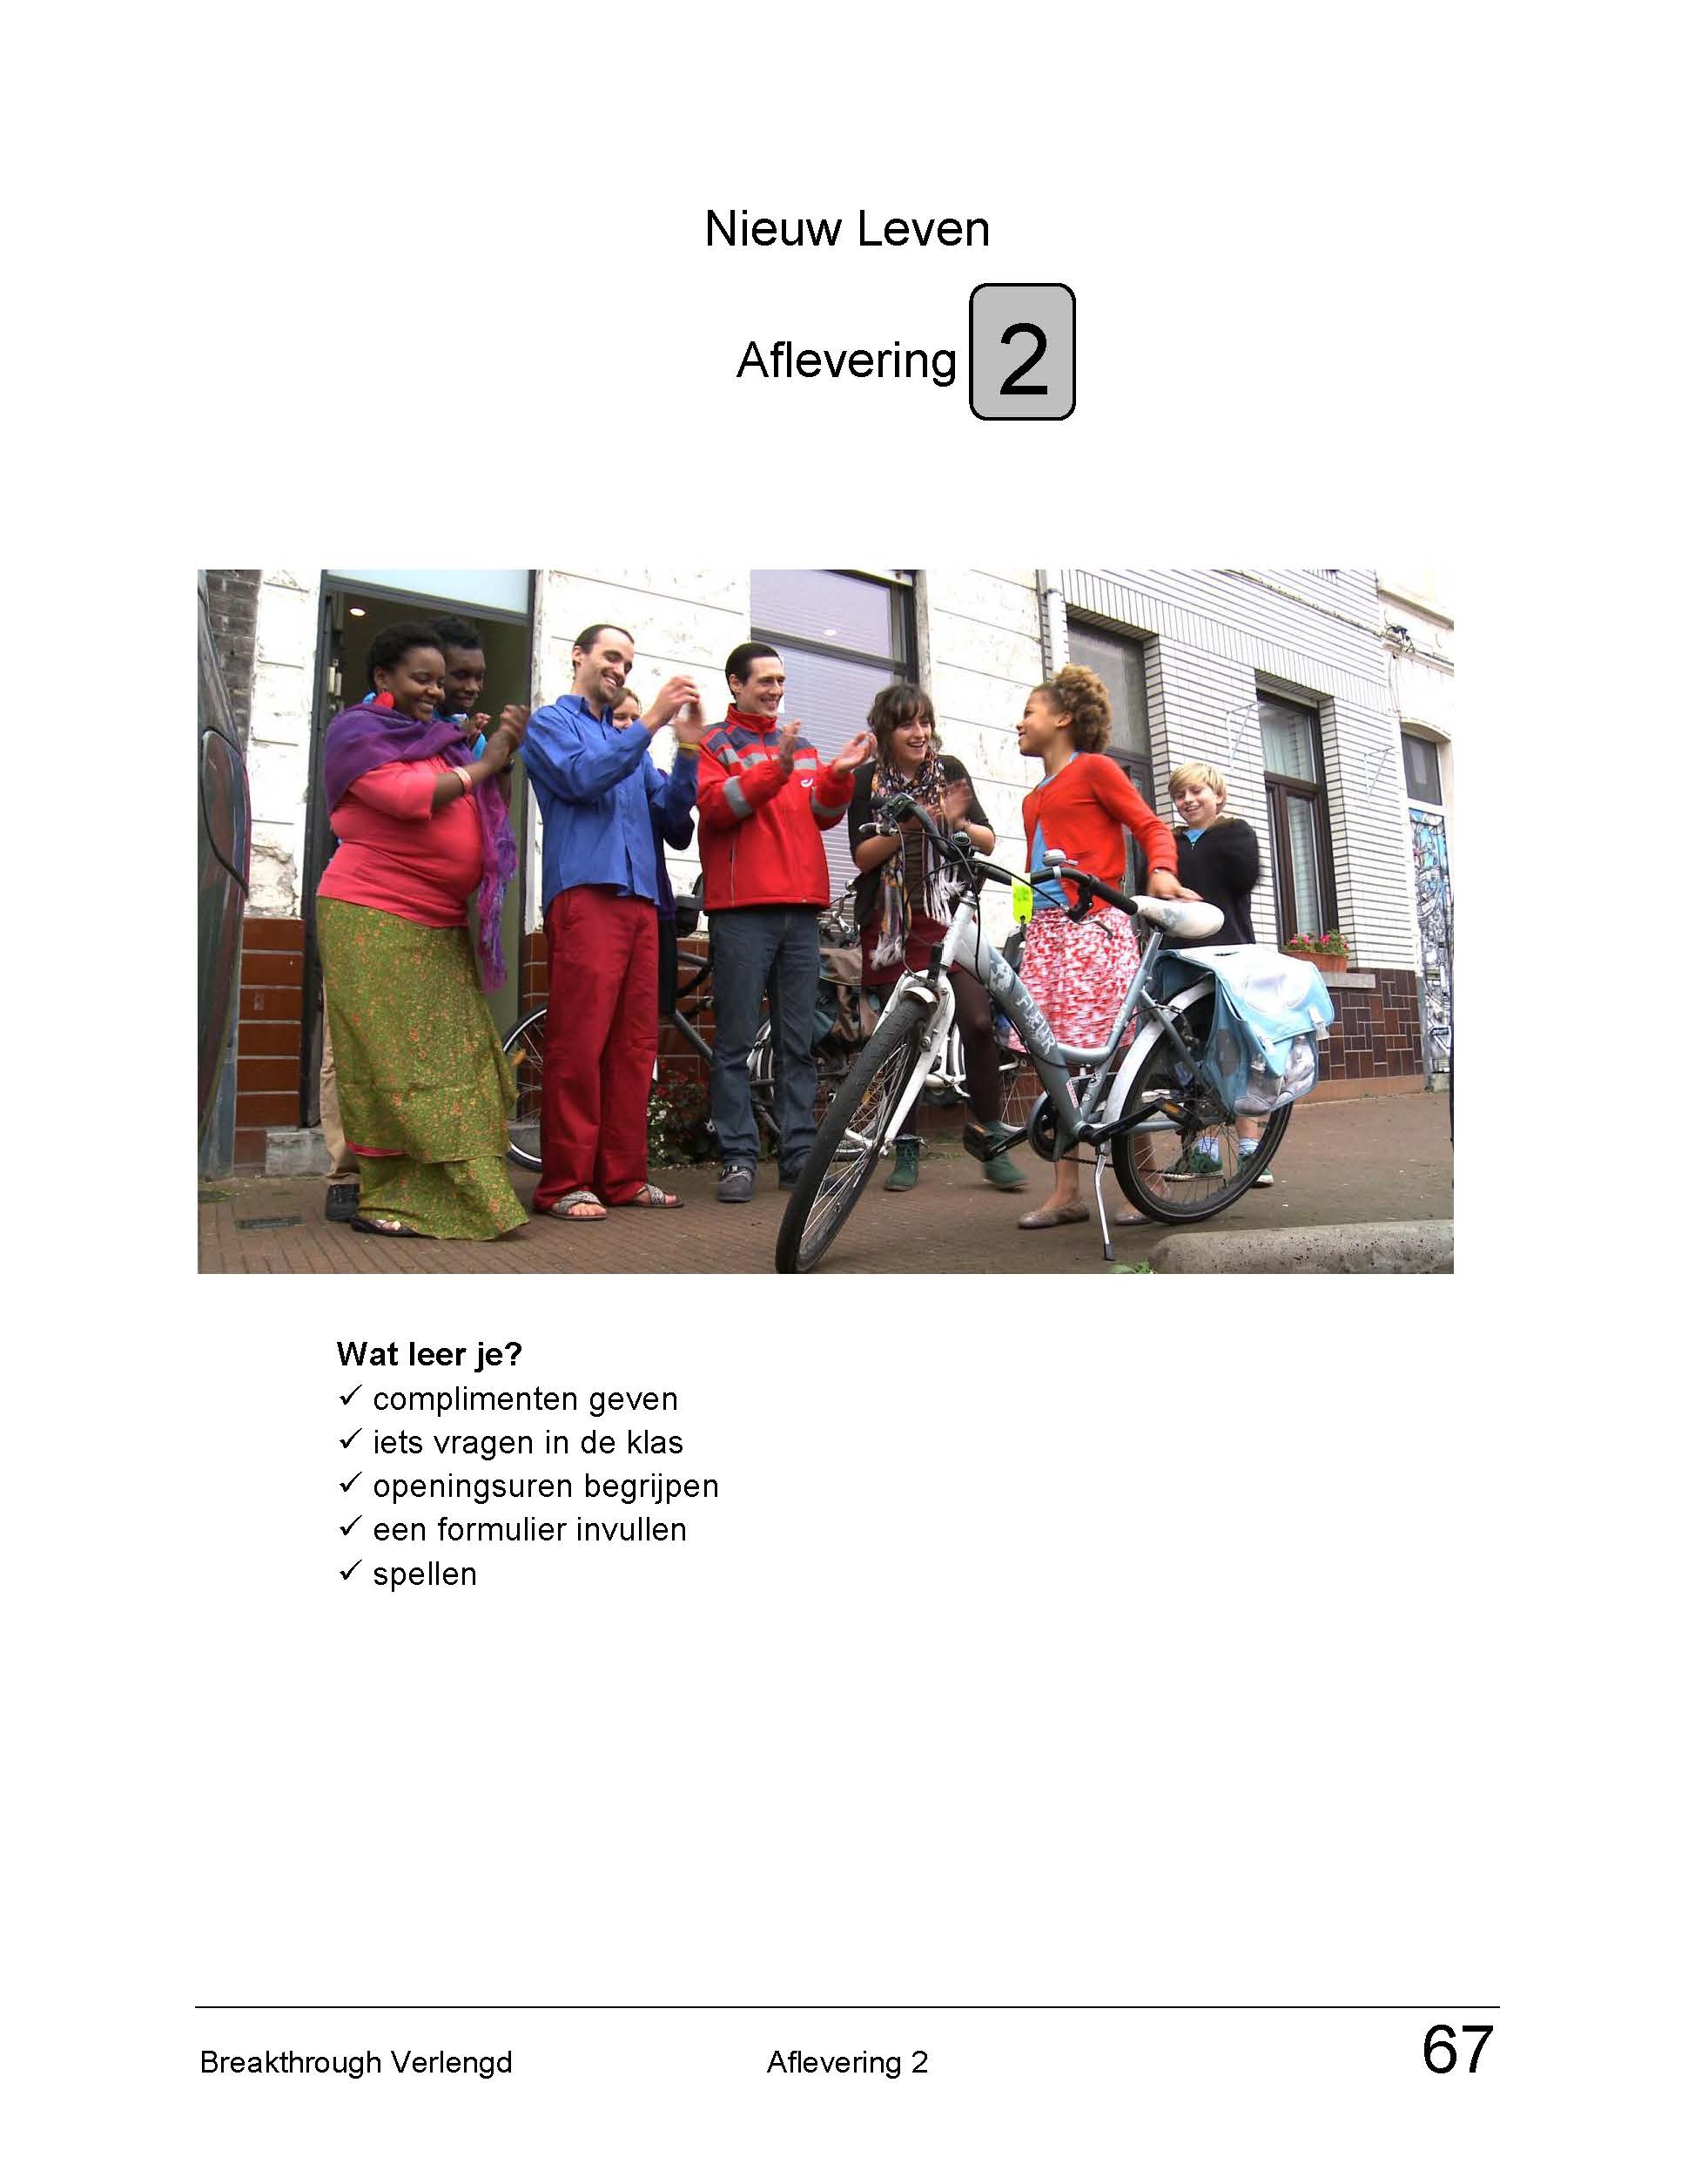 Nieuw Leven
Aflevering 2
Wat leer je?
✓ complimenten geven
✓ iets vragen in de klas
✓ openingsuren begrijpen
✓ een formulier invullen
✓ spellen
Breakthrough Verlengd Aflevering 2 67